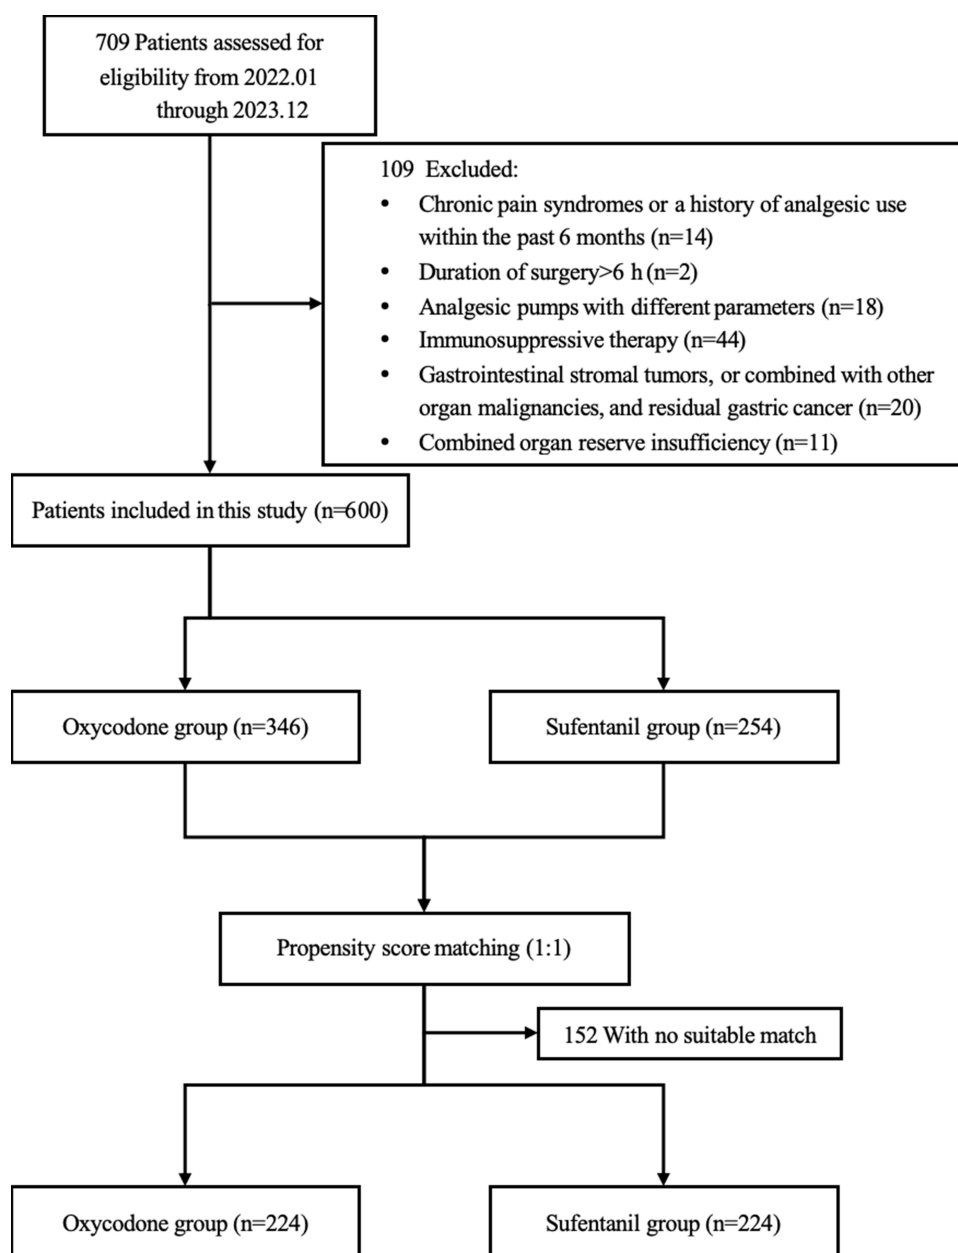 709 Patients assessed for
eligibility from 2022.01
through 2023.12
109 Excluded:
• Chronic pain syndromes or a history of analgesic use
within the past 6 months (n=14)
• Duration of surgery>6 h (n=2)
• Analgesic pumps with different parameters (n=18)
• Immunosuppressive therapy (n=44)
• Gastrointestinal stromal tumors, or combined with other
organ malignancies, and residual gastric cancer (n=20)
• Combined organ reserve insufficiency (n=11)
Patients included in this study (n=600)
Oxycodone group (n=346)
Sufentanil group (n=254)
Propensity score matching (1:1)
152 With no suitable match
Oxycodone group (n=224)
Sufentanil group (n=224)